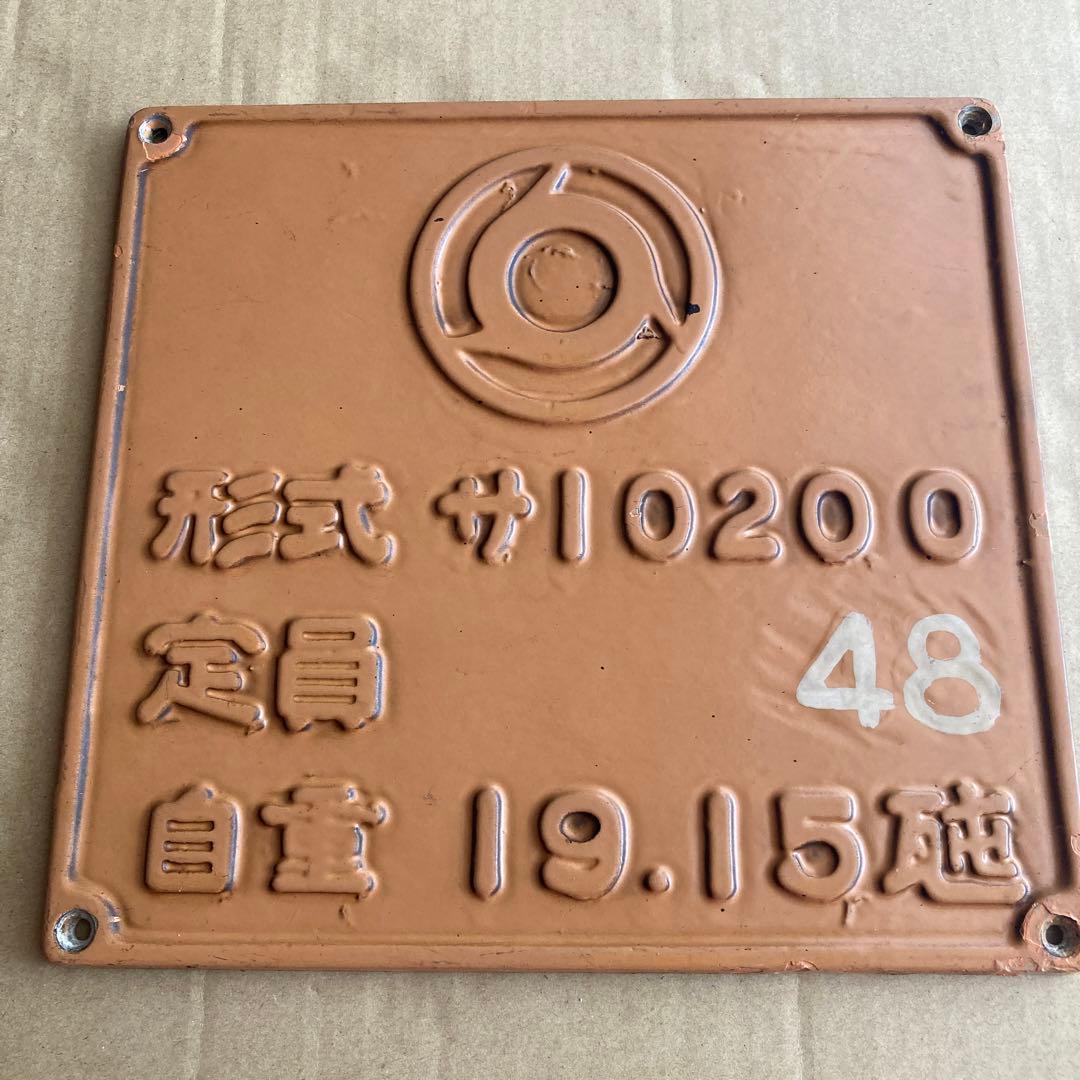 形式 サ10200
定員 48
自重 19.15瓲